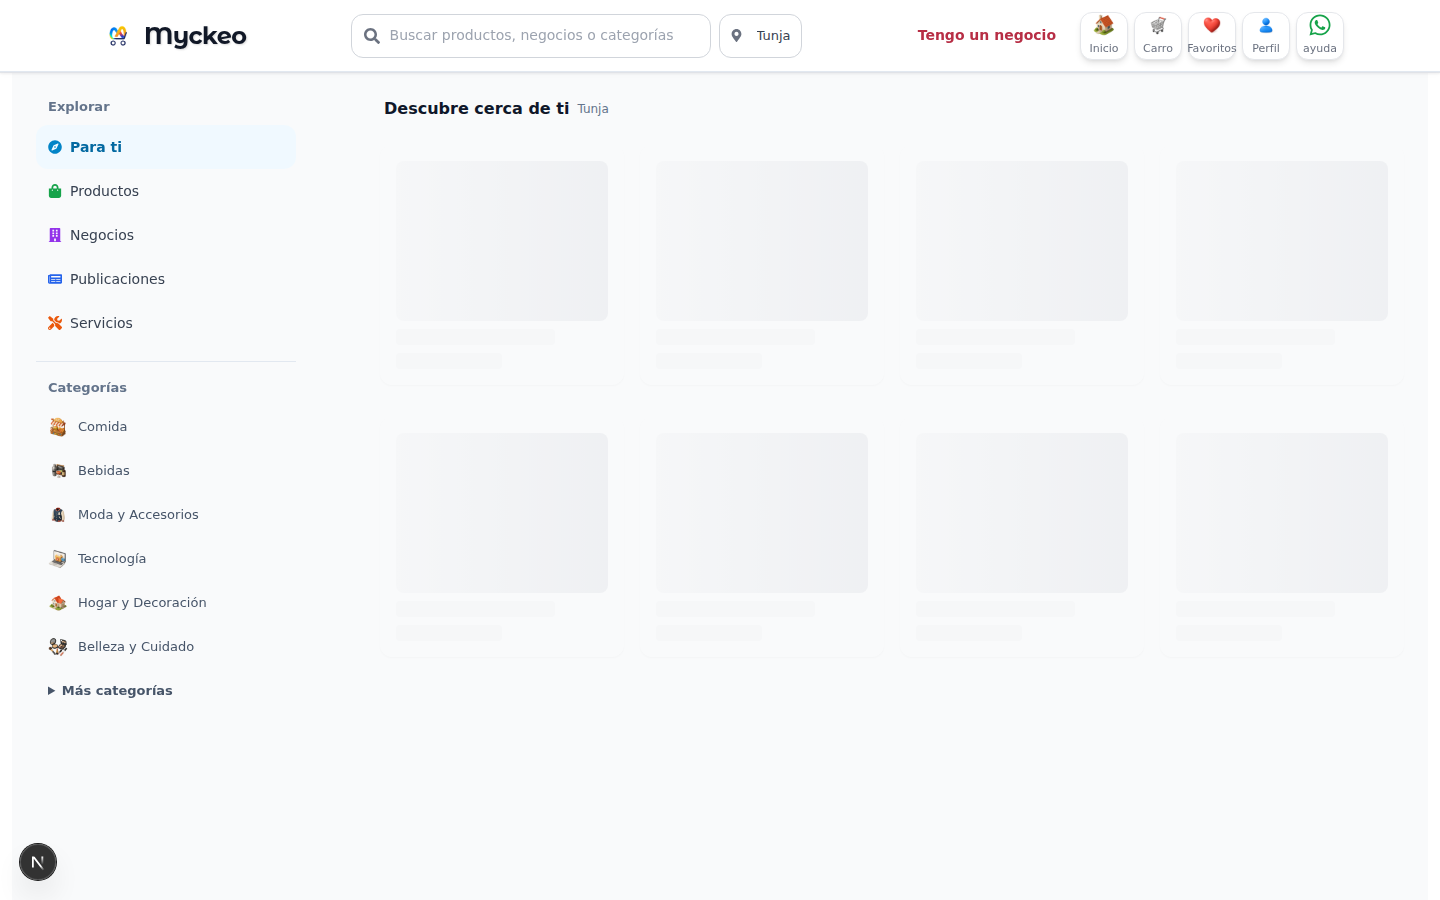 Myckeo
Buscar productos, negocios o categorías
Tunja
Tengo un negocio
Inicio
Carro
Favoritos
Perfil
ayuda
Explorar
Para ti
Productos
Negocios
Publicaciones
Servicios
Categorías
Comida
Bebidas
Moda y Accesorios
Tecnología
Hogar y Decoración
Belleza y Cuidado
Más categorías
Descubre cerca de ti Tunja
N